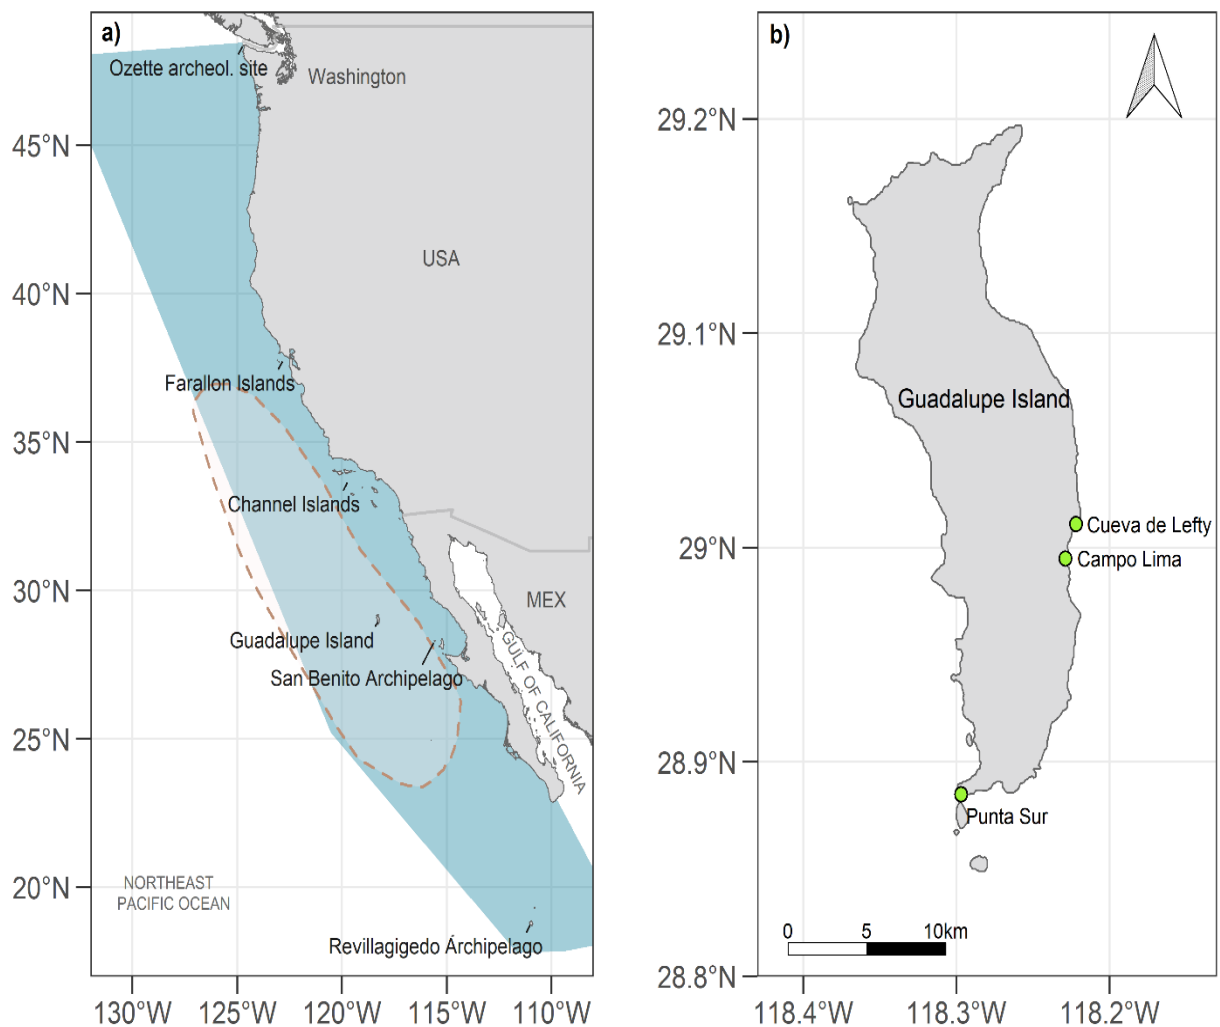 a)
Ozette archeol. site
Washington
45°N
USA
40°N
Farallon Islands
35°N
Channel Islands
30°N
MEX
Guadalupe Island
GULF OF CALIFORNIA
San Benito Archipelago
25°N
20°N
NORTHEAST
PACIFIC OCEAN
Revillagigedo Archipelago
130°W
125°W
120°W
115°W
110°W
b)
29.2°N
29.1°N
Guadalupe Island
Cueva de Lefty
29°N
Campo Lima
28.9°N
Punta Sur
0 5 10km
28.8°N
118.4°W
118.3°W
118.2°W